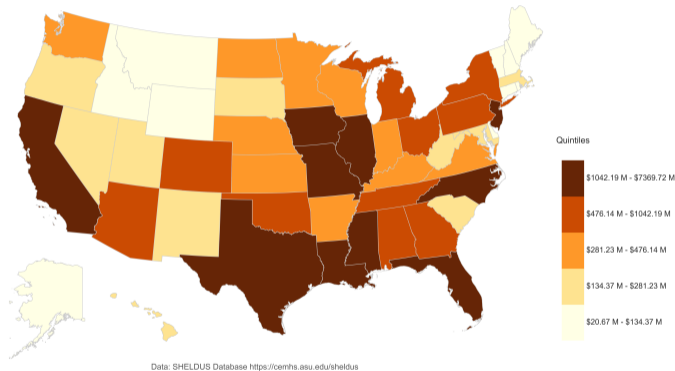 Quintiles
$1042.19 M - $7369.72 M
$476.14 M - $1042.19 M
$281.23 M - $476.14 M
$134.37 M - $281.23 M
$20.67 M - $134.37 M
Data: SHELDUS Database https://cemhs.asu.edu/sheldus